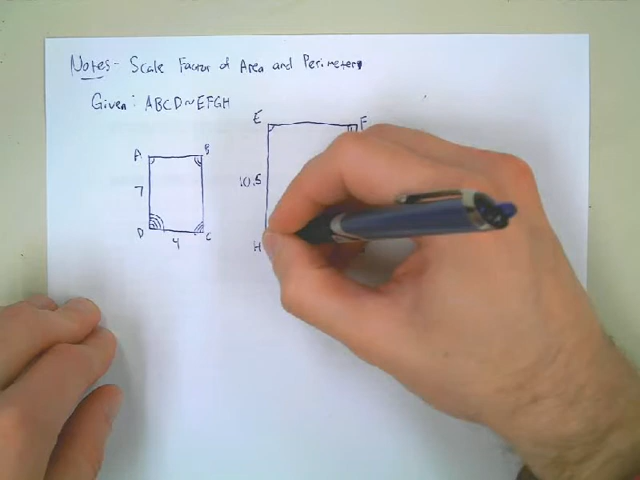 Notes- Scale Factor of Area and Perimeter
Given: ABCD~EFGH
E F
A B
7 10.5
D C H
4